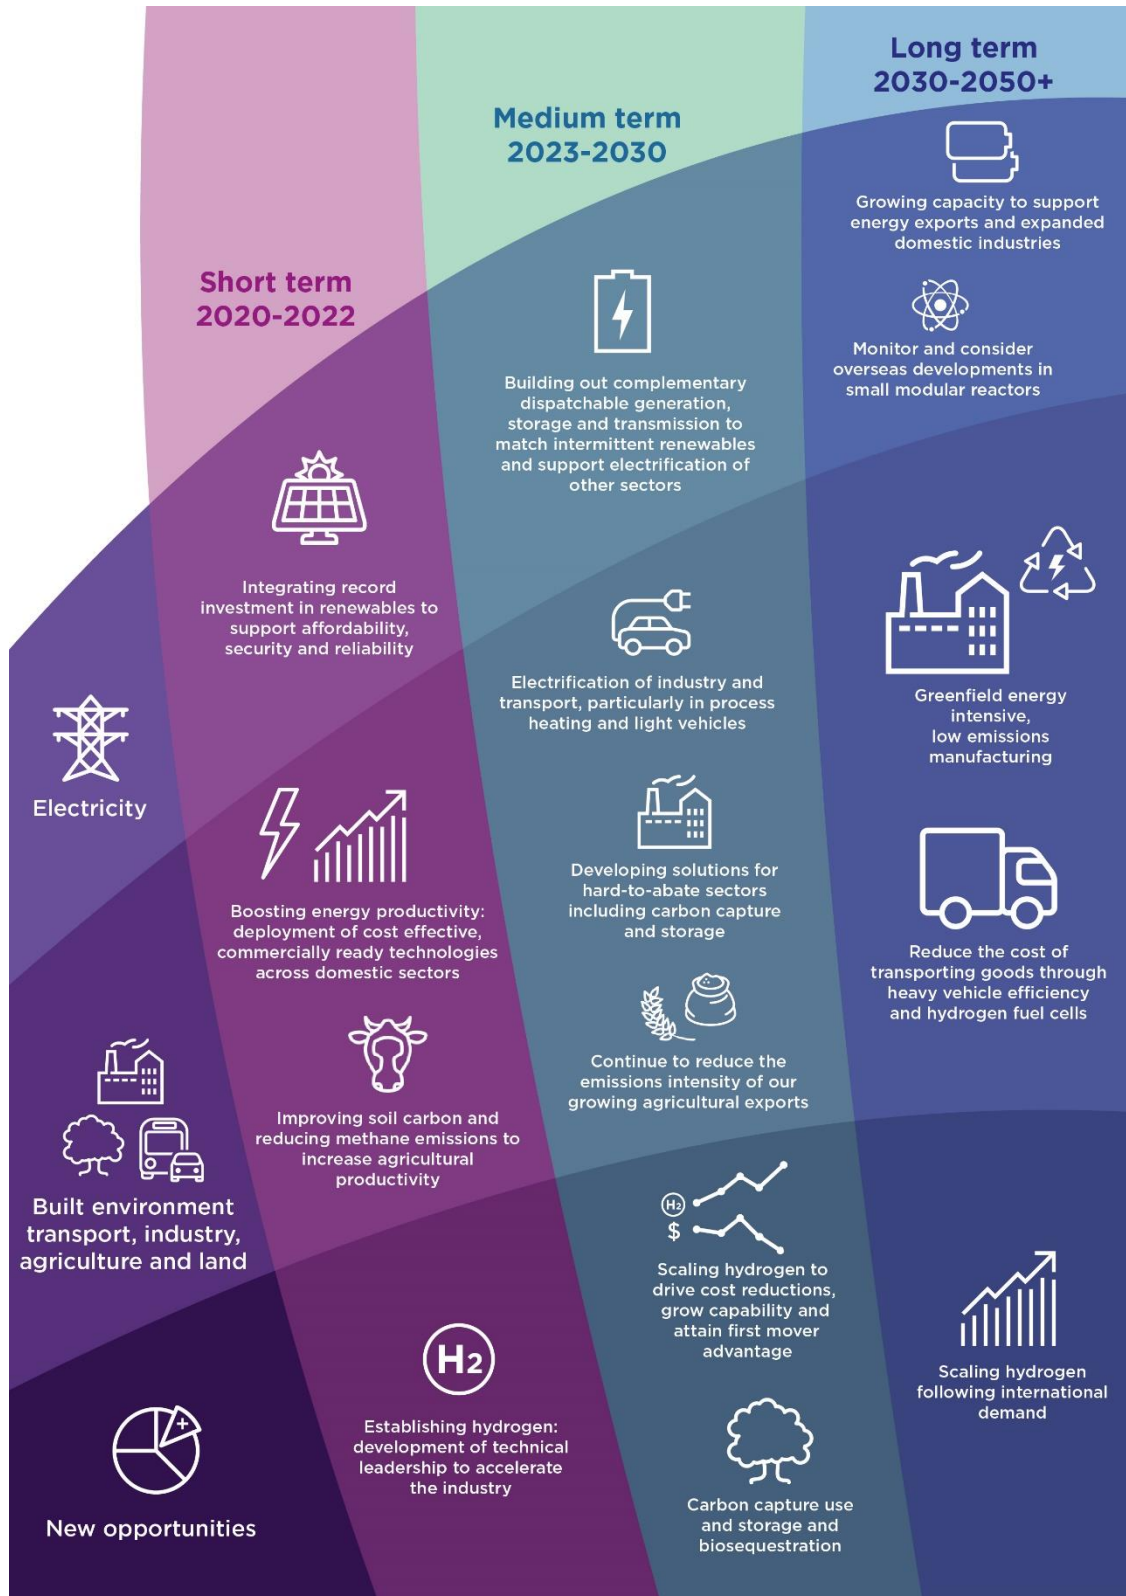 Short term
2020-2022
Medium term
2023-2030
Long term
2030-2050+
Electricity
Integrating record
investment in renewables to
support affordability,
security and reliability
Building out complementary
dispatchable generation,
storage and transmission to
match intermittent renewables
and support electrification of
other sectors
Growing capacity to support
energy exports and expanded
domestic industries
Monitor and consider
overseas developments in
small modular reactors
Built environment
transport, industry,
agriculture and land
Boosting energy productivity:
deployment of cost effective,
commercially ready technologies
across domestic sectors
Improving soil carbon and
reducing methane emissions to
increase agricultural
productivity
Electrification of industry and
transport, particularly in process
heating and light vehicles
Developing solutions for
hard-to-abate sectors
including carbon capture
and storage
Continue to reduce the
emissions intensity of our
growing agricultural exports
Greenfield energy
intensive,
low emissions
manufacturing
Reduce the cost of
transporting goods through
heavy vehicle efficiency
and hydrogen fuel cells
New opportunities
+
H2
Establishing hydrogen:
development of technical
leadership to accelerate
the industry
H2
$
Scaling hydrogen to
drive cost reductions,
grow capability and
attain first mover
advantage
Carbon capture use
and storage and
biosequestration
Scaling hydrogen
following international
demand